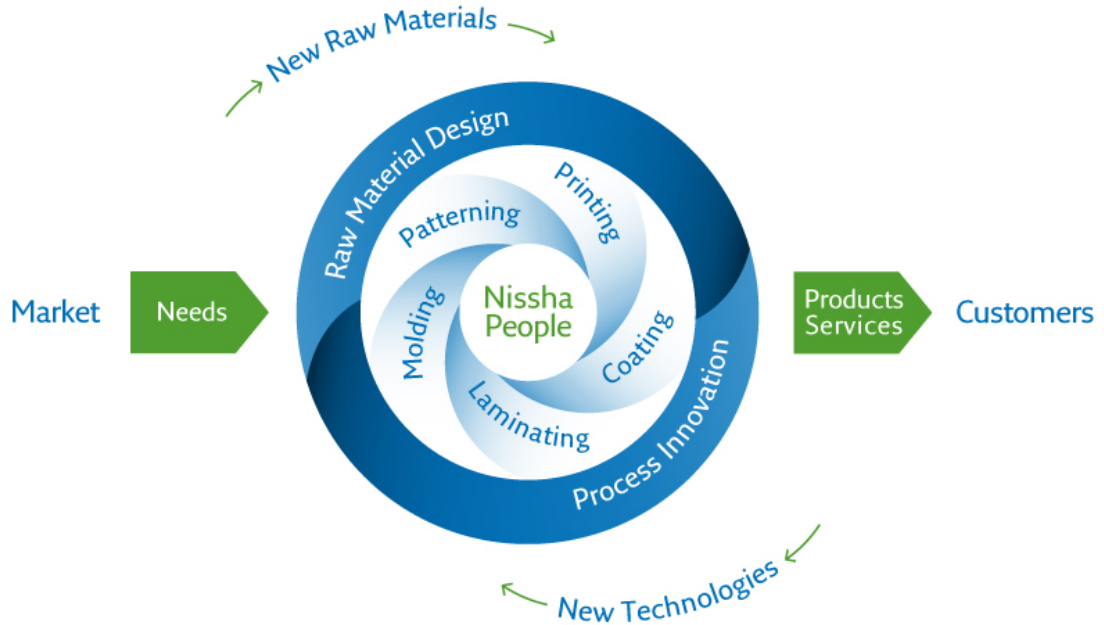 New Raw Materials
Raw Material Design
Printing
Patterning
Market
Needs
Molding
Nissha
People
Coating
Laminating
Process Innovation
Products
Services
Customers
New Technologies